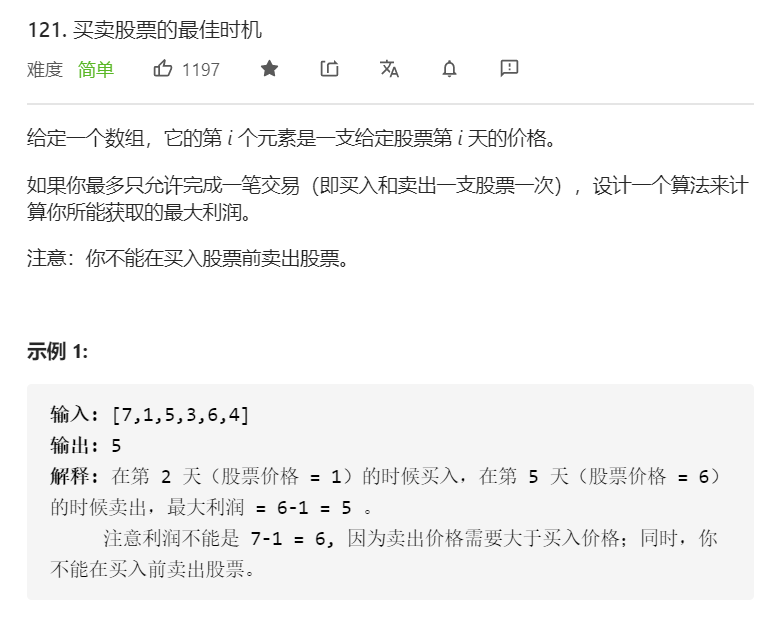 121. 买卖股票的最佳时机
难度 简单 1197
给定一个数组，它的第 i 个元素是一支给定股票第 i 天的价格。
如果你最多只允许完成一笔交易（即买入和卖出一支股票一次），设计一个算法来计
算你所能获取的最大利润。
注意：你不能在买入股票前卖出股票。
示例 1:
输入: [7,1,5,3,6,4]
输出: 5
解释: 在第 2 天（股票价格 = 1）的时候买入，在第 5 天（股票价格 = 6）
的时候卖出，最大利润 = 6-1 = 5 。
注意利润不能是 7-1 = 6, 因为卖出价格需要大于买入价格；同时，你
不能在买入前卖出股票。